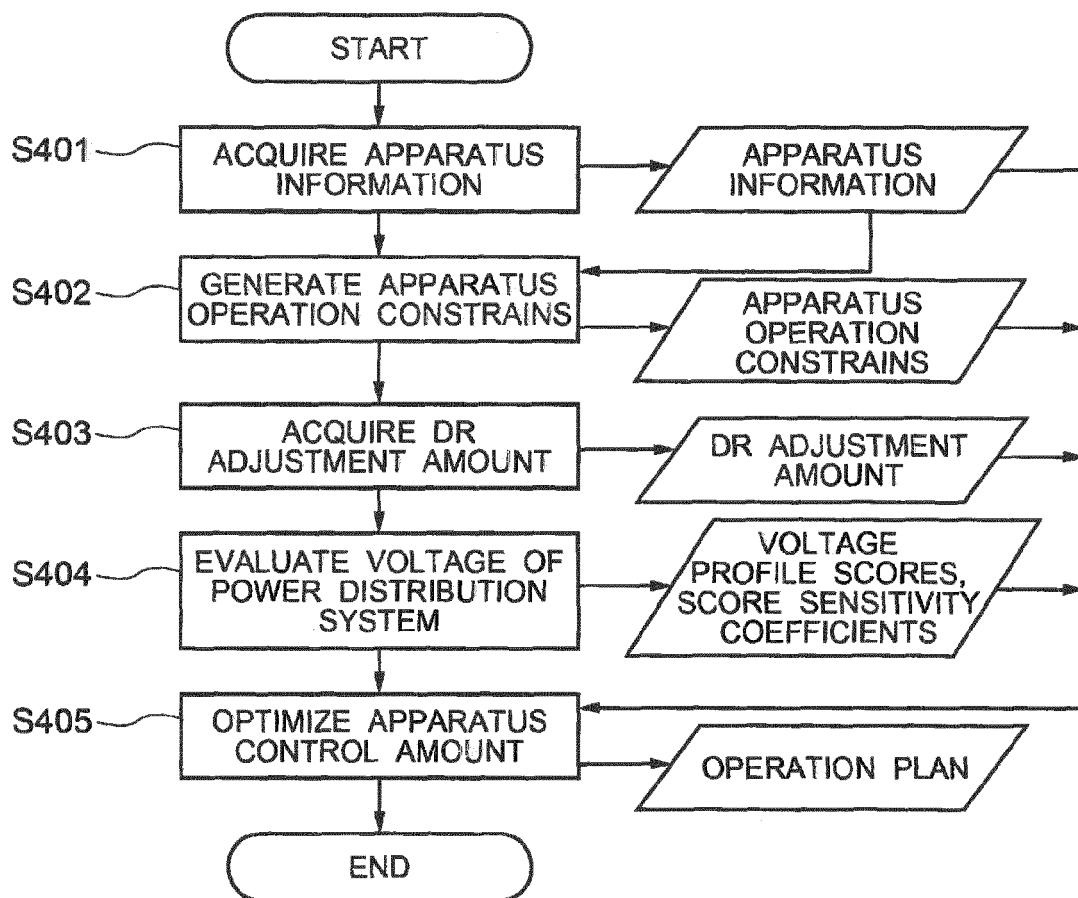 START
S401
ACQUIRE APPARATUS
INFORMATION
APPARATUS
INFORMATION
S402
GENERATE APPARATUS
OPERATION CONSTRAINS
APPARATUS
OPERATION
CONSTRAINS
S403
ACQUIRE DR
ADJUSTMENT AMOUNT
DR ADJUSTMENT
AMOUNT
S404
EVALUATE VOLTAGE OF
POWER DISTRIBUTION
SYSTEM
VOLTAGE
PROFILE SCORES,
SCORE SENSITIVITY
COEFFICIENTS
S405
OPTIMIZE APPARATUS
CONTROL AMOUNT
OPERATION PLAN
END